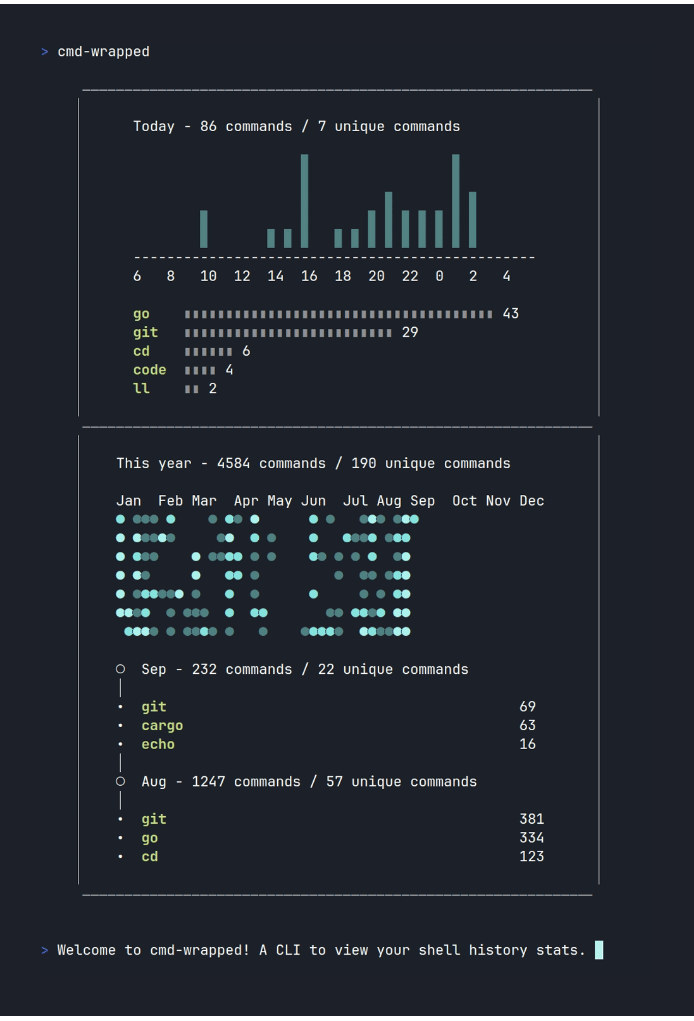 > cmd-wrapped
Today - 86 commands / 7 unique commands
6 8 10 12 14 16 18 20 22 0 2 4
go 43
git 29
cd 6
code 4
ll 2
This year - 4584 commands / 190 unique commands
Jan Feb Mar Apr May Jun Jul Aug Sep Oct Nov Dec
Sep - 232 commands / 22 unique commands
• git 69
• cargo 63
• echo 16
Aug - 1247 commands / 57 unique commands
• git 381
• go 334
• cd 123
> Welcome to cmd-wrapped! A CLI to view your shell history stats.